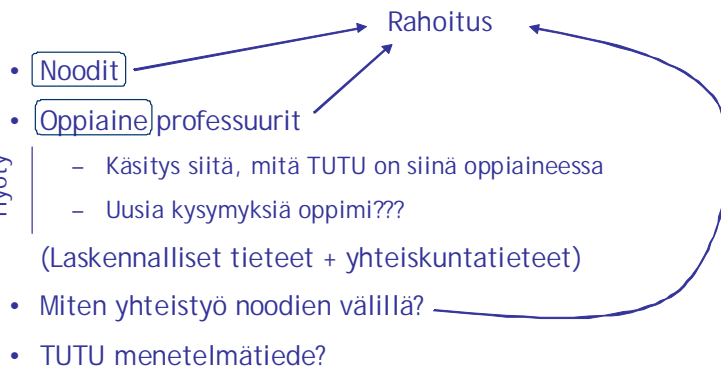 Rahoitus
• Noodit
• Oppiaine professuurit
Hyöty
– Käsitys siitä, mitä TUTU on siinä oppiaineessa
– Uusia kysymyksiä oppimi???
(Laskennalliset tieteet + yhteiskuntatieteet)
• Miten yhteistyö noodien välillä?
• TUTU menetelmätiede?